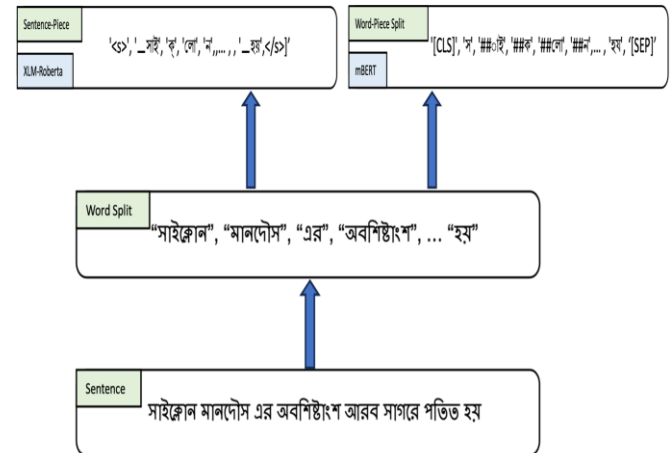 Sentence-Piece
'<s>', '_সাই', 'ক্', 'লো', 'ন',,... , , '_হয়',</s>]'
XLM-Roberta
Word-Piece Split
'[CLS]', 'স', '##াই', '##ক', '##লো', '##ন',... , 'হয়', '[SEP]'
mBERT
Word Split
“সাইক্লোন”, “মানদৌস”, “এর”, “অবশিষ্টাংশ”, ... “হয়”
Sentence
সাইক্লোন মানদৌস এর অবশিষ্টাংশ আরব সাগরে পতিত হয়